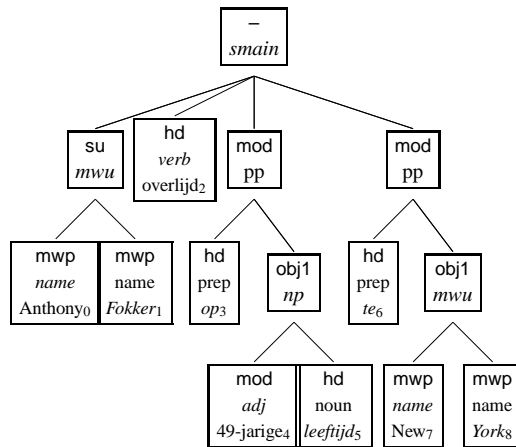 –
smain
su
mwu
hd
verb
overlijd2
mod
pp
mod
pp
mwp
name
Anthony0
mwp
name
Fokker1
hd
prep
op3
obj1
np
hd
prep
te6
obj1
mwu
mod
adj
49-jarige4
hd
noun
leeftijd5
mwp
name
New7
mwp
name
York8